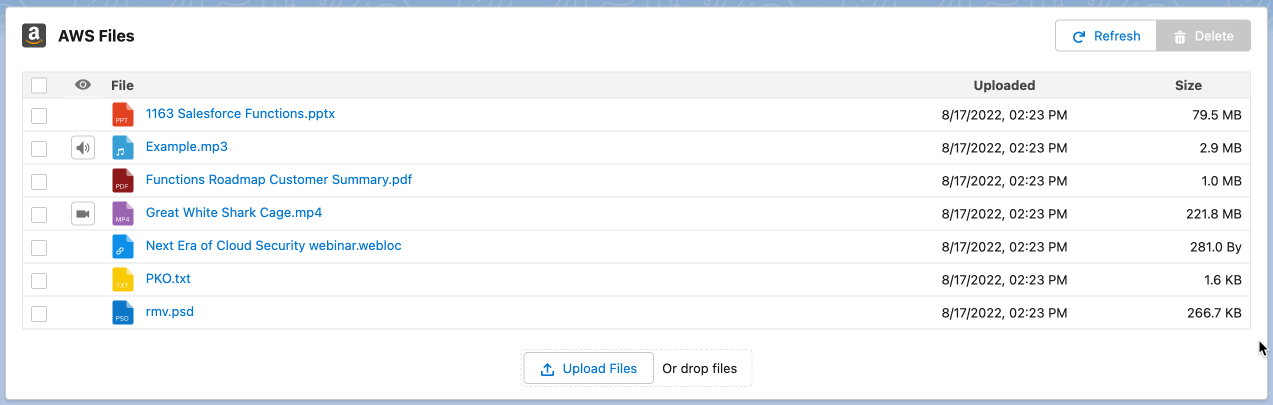 a AWS Files Refresh Delete
File Uploaded Size
PPT 1163 Salesforce Functions.pptx 8/17/2022, 02:23 PM 79.5 MB
Example.mp3 8/17/2022, 02:23 PM 2.9 MB
PDF Functions Roadmap Customer Summary.pdf 8/17/2022, 02:23 PM 1.0 MB
MP4 Great White Shark Cage.mp4 8/17/2022, 02:23 PM 221.8 MB
Next Era of Cloud Security webinar.webloc 8/17/2022, 02:23 PM 281.0 By
TXT PKO.txt 8/17/2022, 02:23 PM 1.6 KB
PSD rmv.psd 8/17/2022, 02:23 PM 266.7 KB
Upload Files Or drop files